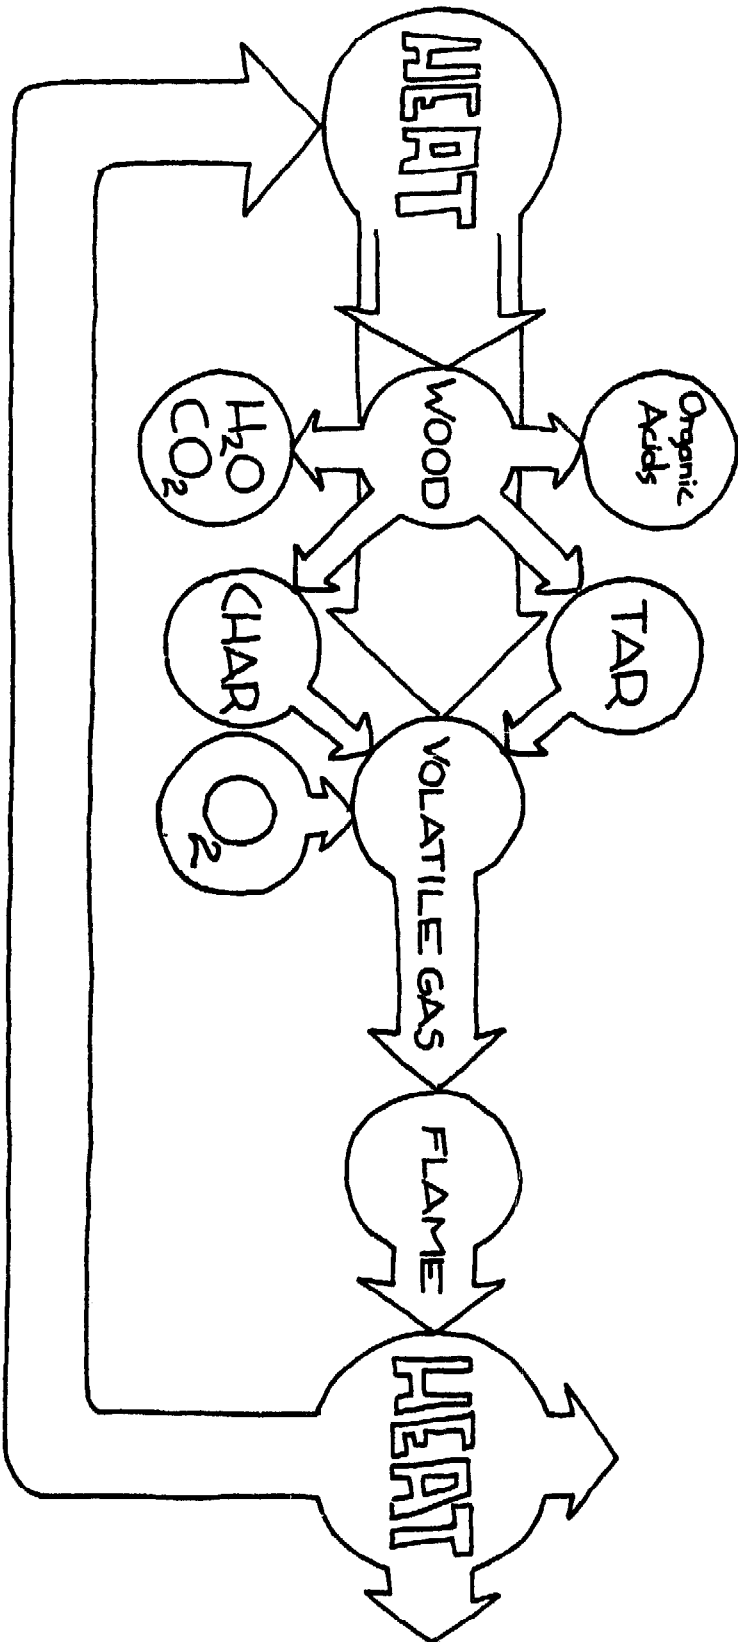 HEAT
Organic
Acids
WOOD
H₂O
CO₂
TAR
CHAR
O₂
VOLATILE GAS
FLAME
HEAT